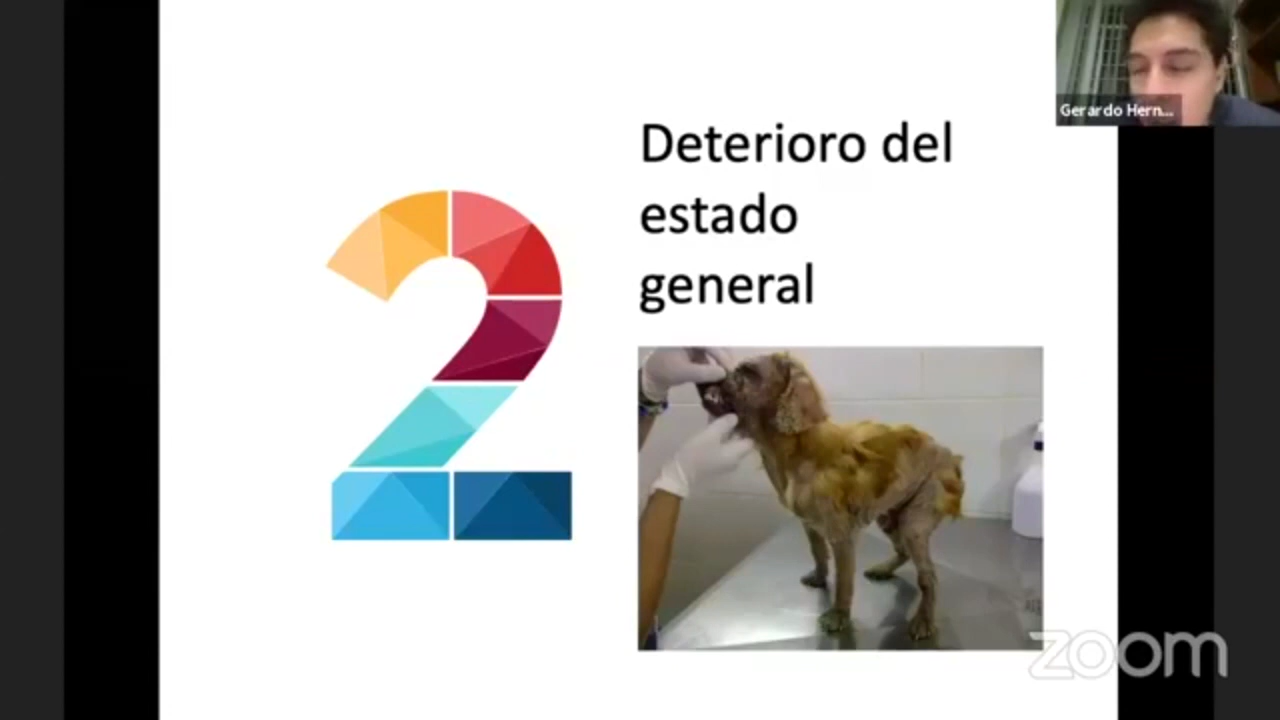 Gerardo Hern...
Deterioro del
estado
general
2
zoom